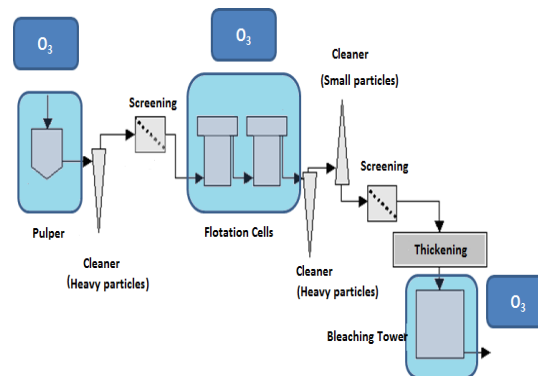 O3
O3
Cleaner
(Small particles)
Screening
Screening
Pulper
Flotation Cells
Thickening
Cleaner
(Heavy particles)
Cleaner
(Heavy particles)
O3
Bleaching Tower